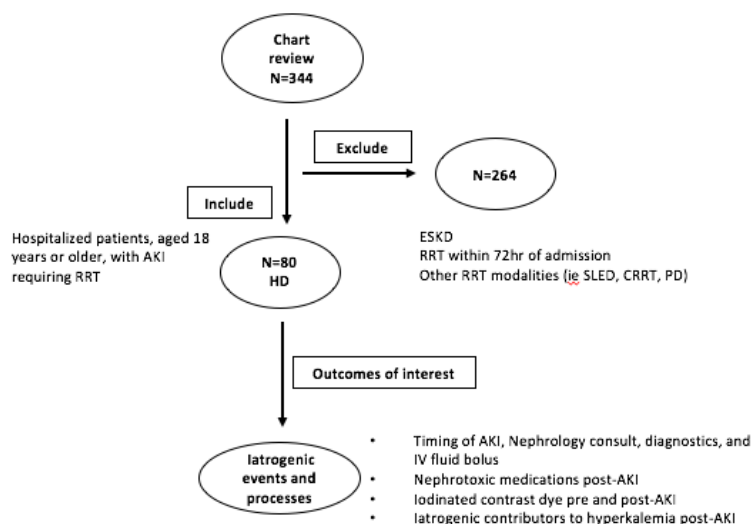 Chart
review
N=344
Exclude
N=264
Include
Hospitalized patients, aged 18
years or older, with AKI
requiring RRT
N=80
HD
ESKD
RRT within 72hr of admission
Other RRT modalities (ie SLED, CRRT, PD)
Outcomes of interest
Iatrogenic
events and
processes
• Timing of AKI, Nephrology consult, diagnostics, and
IV fluid bolus
• Nephrotoxic medications post-AKI
• Iodinated contrast dye pre and post-AKI
• Iatrogenic contributors to hyperkalemia post-AKI